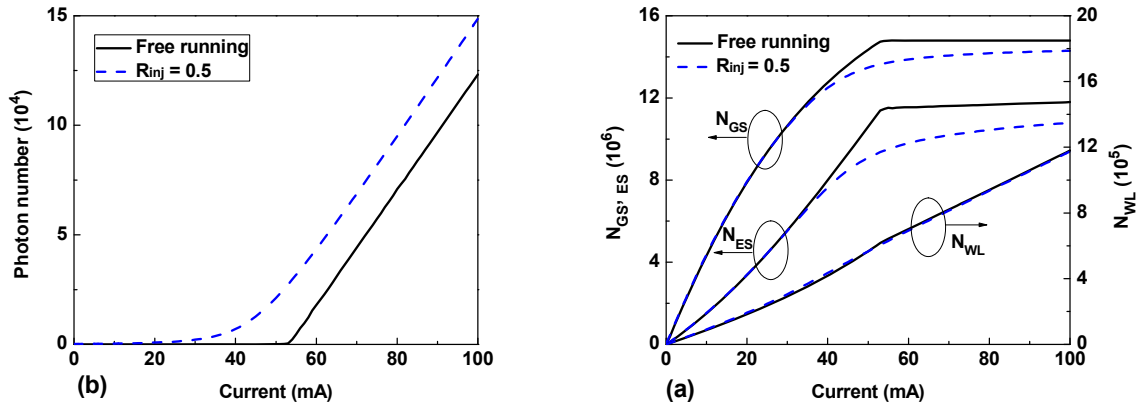 Photon number (10^4)
15
10
5
0
Free running
R_inj = 0.5
0 20 40 60 80 100
(b)
Current (mA)
N_GS, ES (10^6)
16
12
8
4
0
Free running
R_inj = 0.5
N_GS
N_ES
N_WL
20
16
12
8
4
0
N_WL (10^5)
0 20 40 60 80 100
(a)
Current (mA)